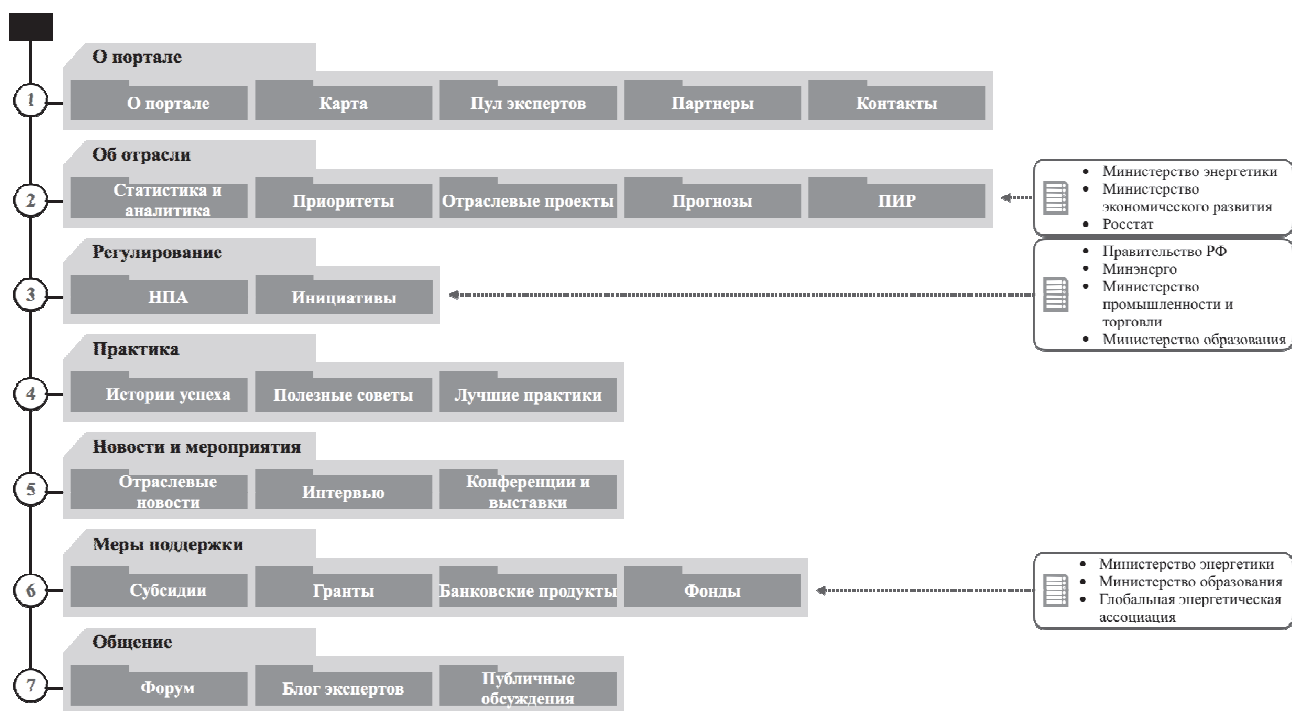 О портале
1
О портале
Карта
Пул экспертов
Партнеры
Контакты
Об отрасли
2
Статистика и
аналитика
Приоритеты
Отраслевые проекты
Прогнозы
ПИР
• Министерство энергетики
• Министерство
экономического развития
• Росстат
Регулирование
3
НПА
Инициативы
• Правительство РФ
• Минэнерго
• Министерство
промышленности и
торговли
• Министерство образования
Практика
4
Истории успеха
Полезные советы
Лучшие практики
Новости и мероприятия
5
Отраслевые
новости
Интервью
Конференции и
выставки
Меры поддержки
6
Субсидии
Гранты
Банковские продукты
Фонды
• Министерство энергетики
• Министерство образования
• Глобальная энергетическая
ассоциация
Общение
7
Форум
Блог экспертов
Публичные
обсуждения